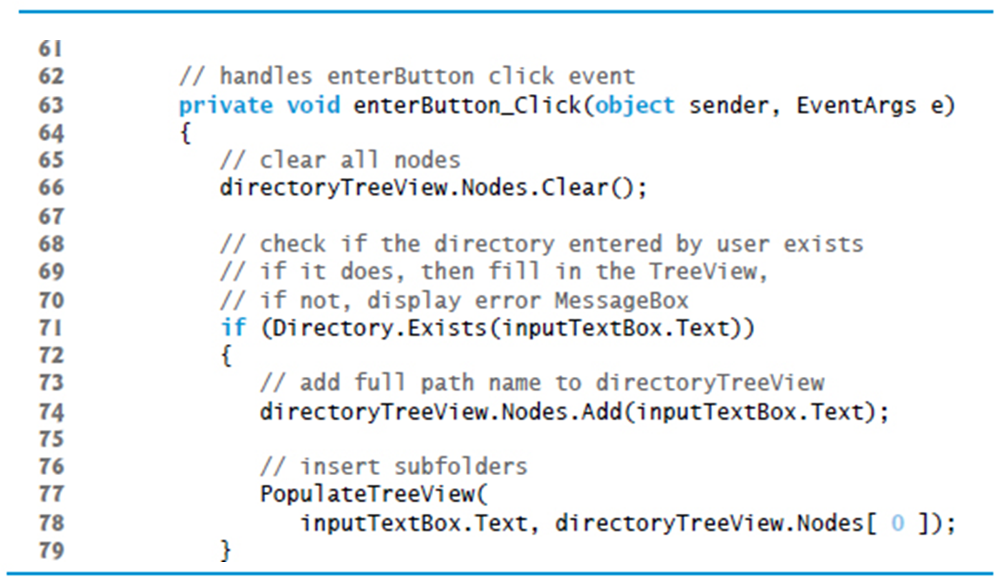 61
62 // handles enterButton click event
63 private void enterButton_Click(object sender, EventArgs e)
64 {
65 // clear all nodes
66 directoryTreeView.Nodes.Clear();
67
68 // check if the directory entered by user exists
69 // if it does, then fill in the TreeView,
70 // if not, display error MessageBox
71 if (Directory.Exists(inputTextBox.Text))
72 {
73 // add full path name to directoryTreeView
74 directoryTreeView.Nodes.Add(inputTextBox.Text);
75
76 // insert subfolders
77 PopulateTreeView(
78 inputTextBox.Text, directoryTreeView.Nodes[ 0 ]);
79 }